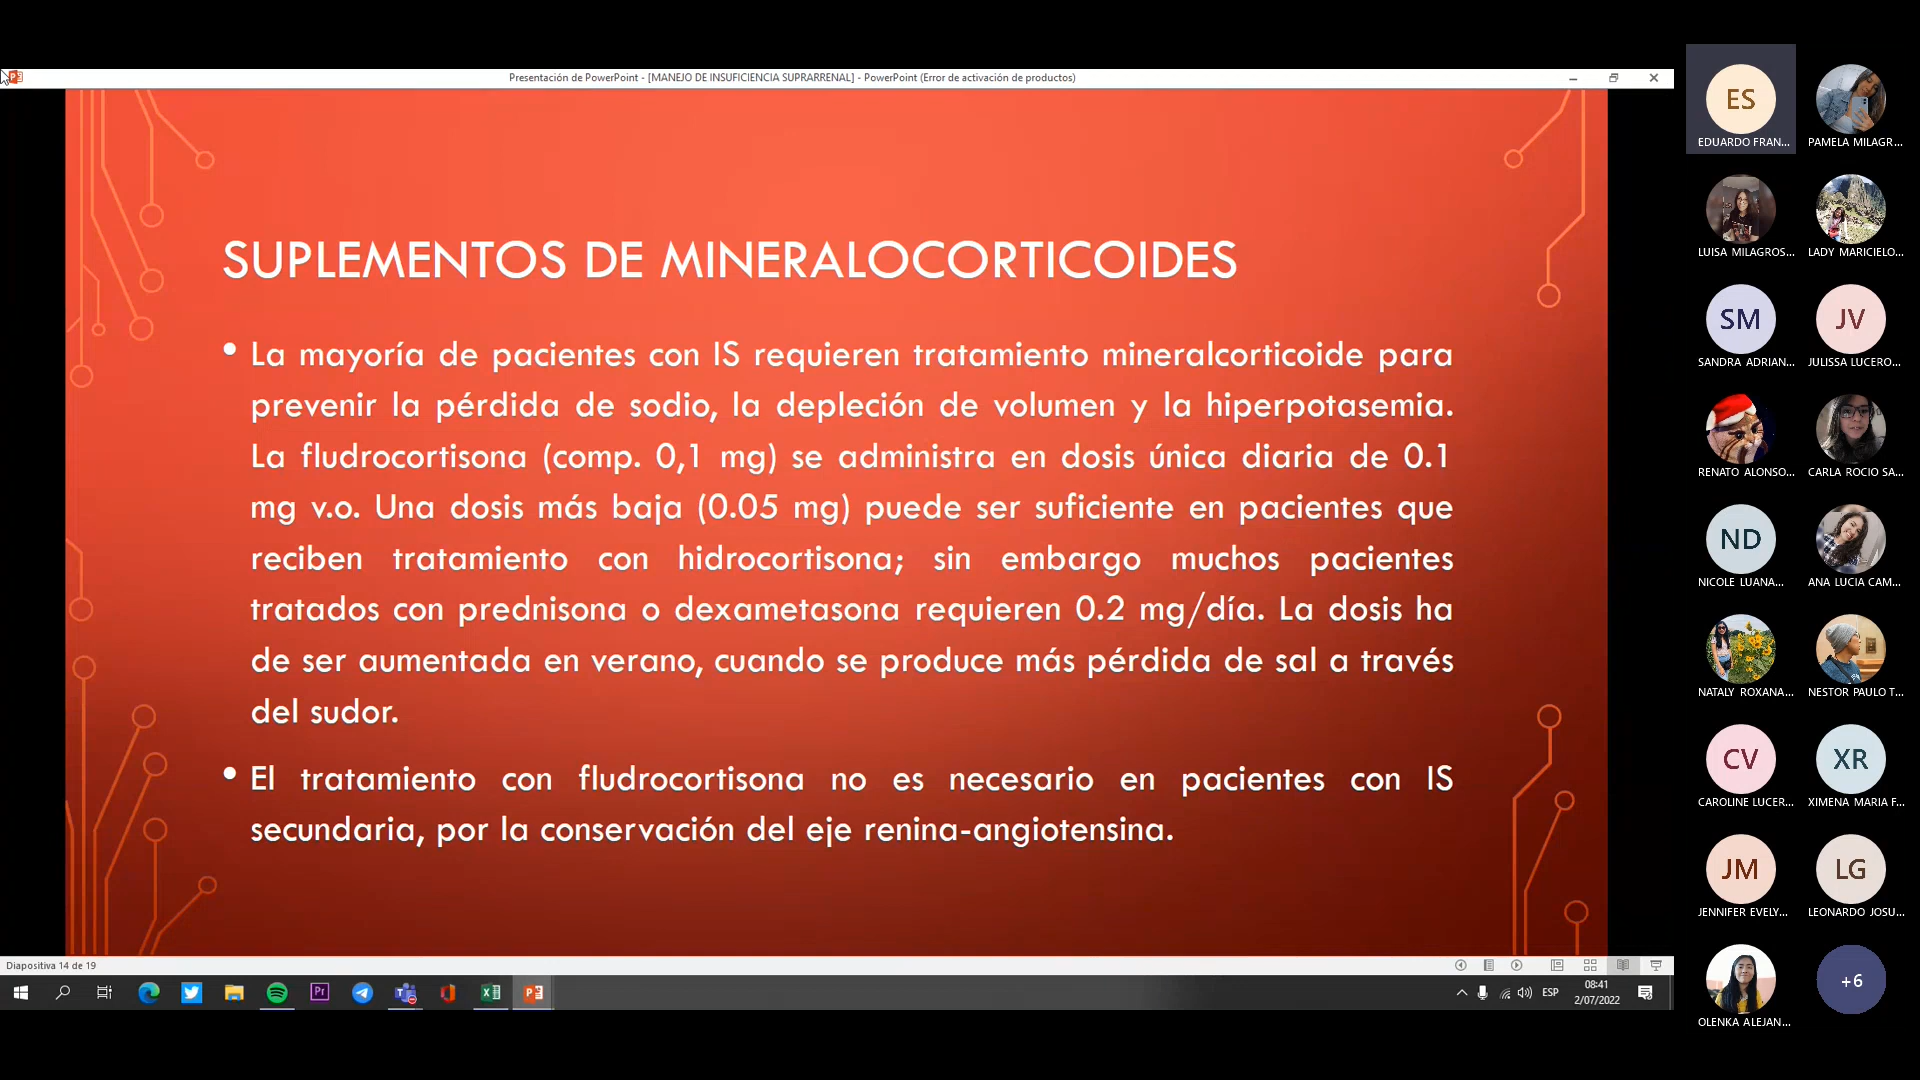 Presentación de PowerPoint - [MANEJO DE INSUFICIENCIA SUPRARRENAL] - PowerPoint (Error de activación de productos)
SUPLEMENTOS DE MINERALOCORTICOIDES
• La mayoría de pacientes con IS requieren tratamiento mineralcorticoide para
prevenir la pérdida de sodio, la depleción de volumen y la hiperpotasemia.
La fludrocortisona (comp. 0,1 mg) se administra en dosis única diaria de 0.1
mg v.o. Una dosis más baja (0.05 mg) puede ser suficiente en pacientes que
reciben tratamiento con hidrocortisona; sin embargo muchos pacientes
tratados con prednisona o dexametasona requieren 0.2 mg/día. La dosis ha
de ser aumentada en verano, cuando se produce más pérdida de sal a través
del sudor.
• El tratamiento con fludrocortisona no es necesario en pacientes con IS
secundaria, por la conservación del eje renina-angiotensina.
Diapositiva 14 de 19
Pr
ESP
08:41
2/07/2022
ES
EDUARDO FRAN...
PAMELA MILAGR...
LUISA MILAGROS...
LADY MARICIELO...
SM
SANDRA ADRIAN...
JV
JULISSA LUCERO...
RENATO ALONSO...
CARLA ROCIO SA...
ND
NICOLE LUANA...
ANA LUCIA CAM...
NATALY ROXANA...
NESTOR PAULO T...
CV
CAROLINE LUCER...
XR
XIMENA MARIA F...
JM
JENNIFER EVELY...
LG
LEONARDO JOSU...
OLENKA ALEJAN...
+6